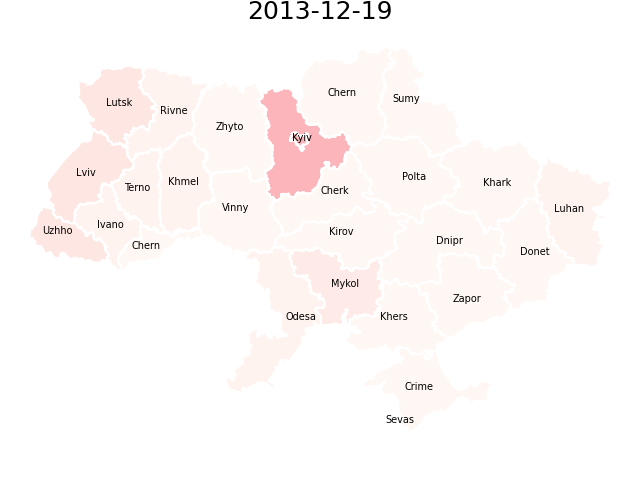 2013-12-19
Chern
Sumy
Lutsk
Rivne
Zhyto
Kyiv
Lviv
Terno
Khmel
Cherk
Polta
Khark
Vinny
Luhan
Uzhho
Ivano
Chern
Kirov
Dnipr
Donet
Mykol
Zapor
Odesa
Khers
Crime
Sevas